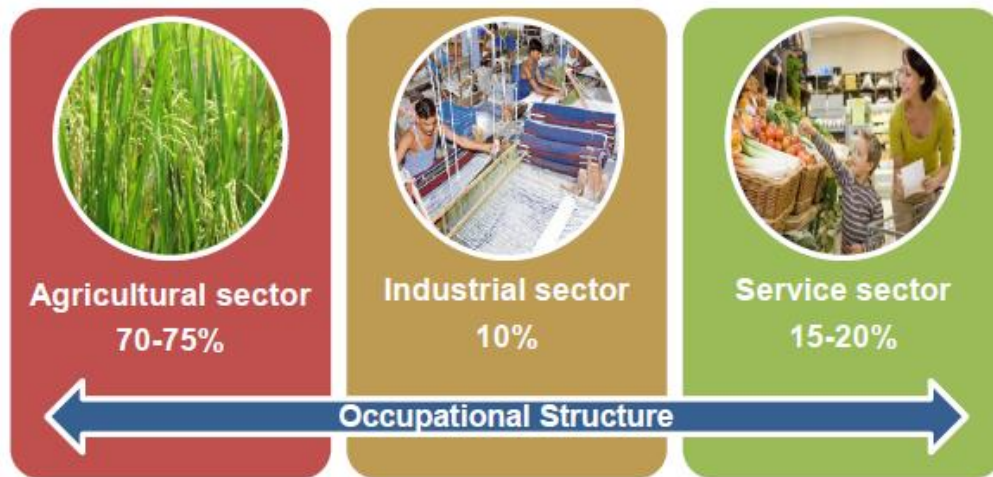 Agricultural sector
70-75%
Industrial sector
10%
Service sector
15-20%
Occupational Structure